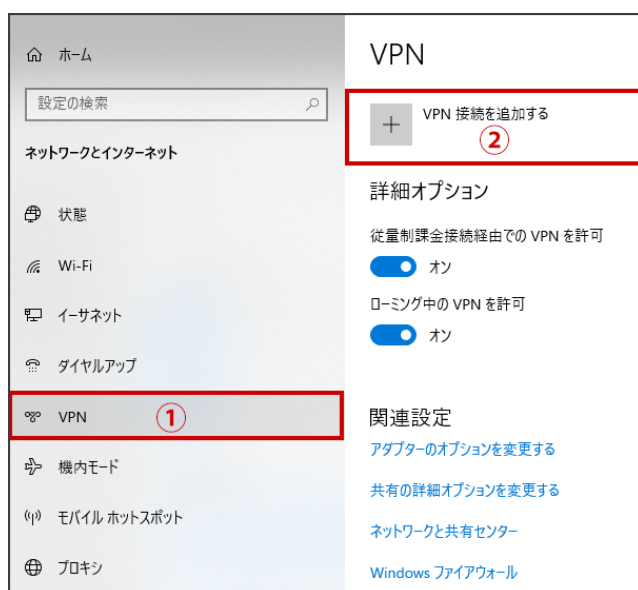 ホーム
設定の検索
ネットワークとインターネット
状態
Wi-Fi
イーサネット
ダイヤルアップ
VPN ①
機内モード
モバイル ホットスポット
プロキシ
VPN
VPN 接続を追加する
②
詳細オプション
従量制課金接続経由での VPN を許可
オン
ローミング中の VPN を許可
オン
関連設定
アダプターのオプションを変更する
共有の詳細オプションを変更する
ネットワークと共有センター
Windows ファイアウォール